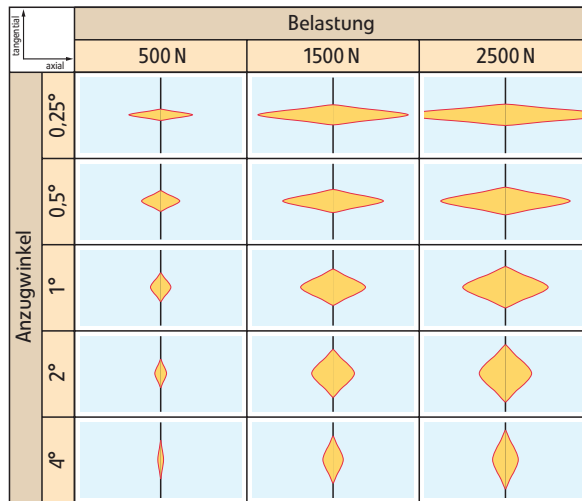 tangential
axial
Belastung
500 N
1500 N
2500 N
Anzugwinkel
0,25°
0,5°
1°
2°
4°